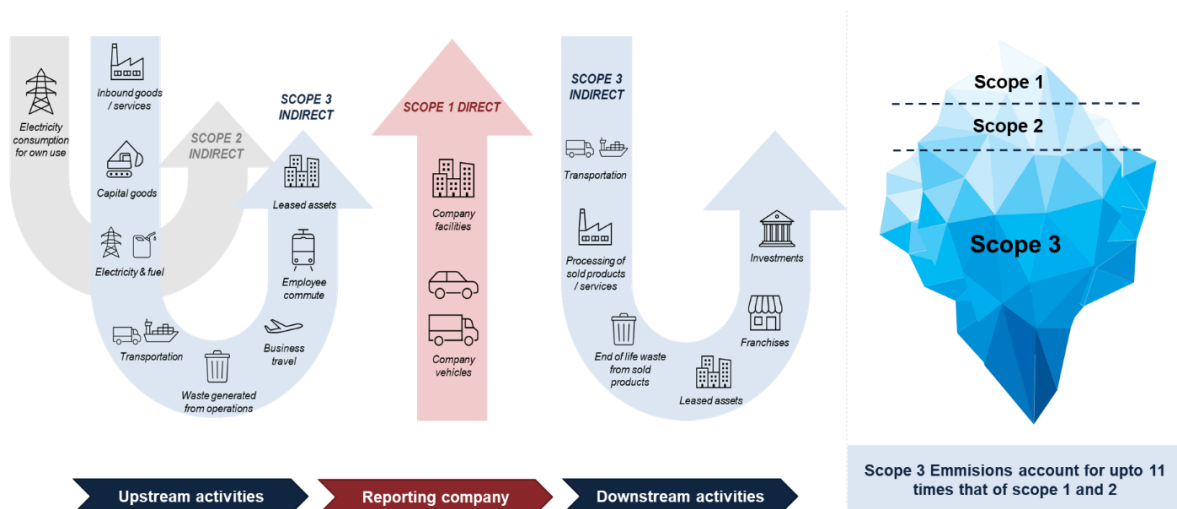 Electricity
consumption
for own use
Inbound goods
/ services
Capital goods
Electricity & fuel
Transportation
Waste generated
from operations
Business
travel
Employee
commute
Leased assets
SCOPE 2
INDIRECT
SCOPE 3
INDIRECT
SCOPE 1 DIRECT
Company
facilities
Company
vehicles
SCOPE 3
INDIRECT
Transportation
Processing of
sold products
/ services
End of life waste
from sold
products
Leased assets
Franchises
Investments
Scope 1
Scope 2
Scope 3
Upstream activities
Reporting company
Downstream activities
Scope 3 Emmisions account for upto 11
times that of scope 1 and 2